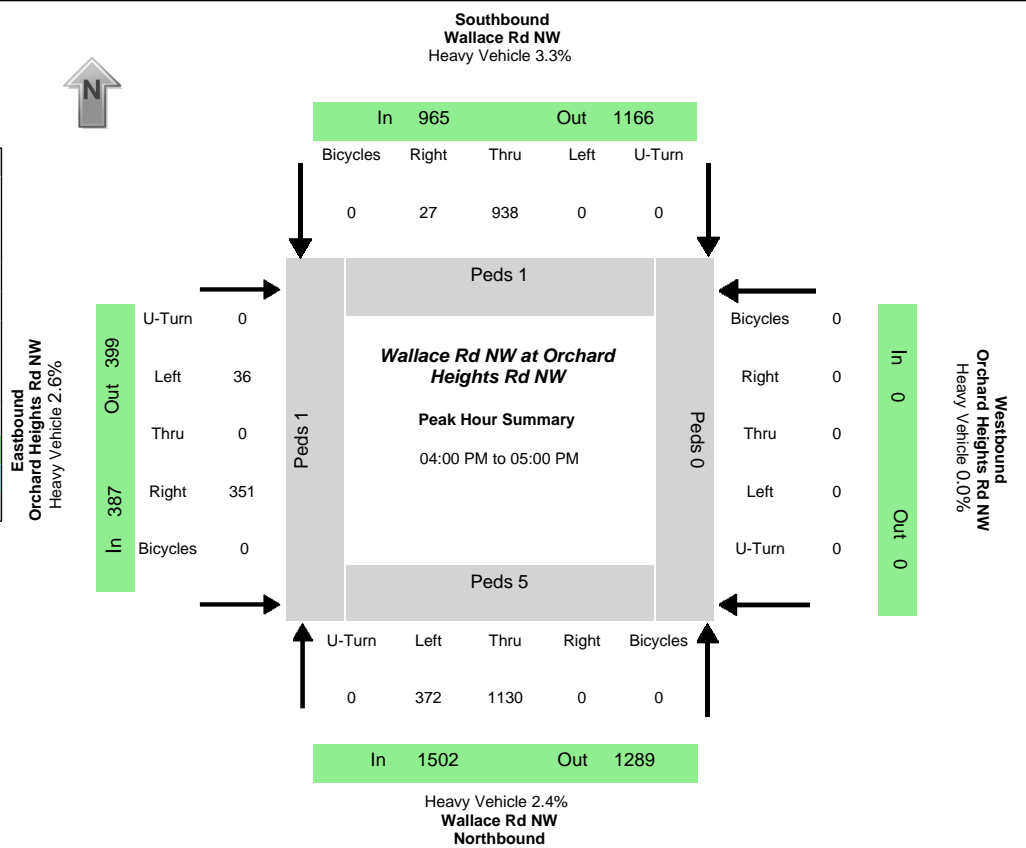 Southbound
Wallace Rd NW
Heavy Vehicle 3.3%
N
In 965 Out 1166
Bicycles Right Thru Left U-Turn
0 27 938 0 0
Peds 1
Eastbound
Orchard Heights Rd NW
Heavy Vehicle 2.6%
In 387 Out 399
U-Turn 0
Left 36
Thru 0
Right 351
Bicycles 0
Peds 1
Wallace Rd NW at Orchard
Heights Rd NW
Peak Hour Summary
04:00 PM to 05:00 PM
Peds 0
Bicycles 0
Right 0
Thru 0
Left 0
U-Turn 0
In 0 Out 0
Westbound
Orchard Heights Rd NW
Heavy Vehicle 0.0%
Peds 5
U-Turn Left Thru Right Bicycles
0 372 1130 0 0
In 1502 Out 1289
Heavy Vehicle 2.4%
Wallace Rd NW
Northbound